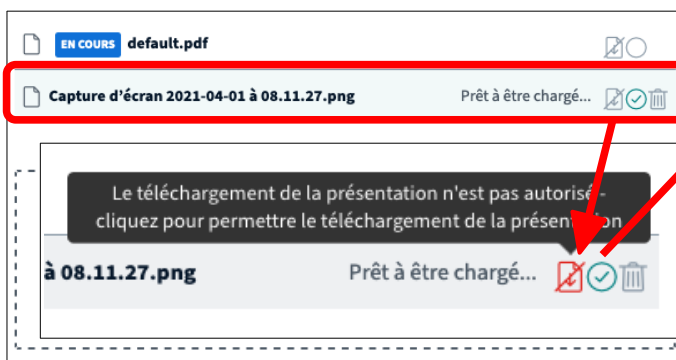 EN COURS default.pdf
Capture d'écran 2021-04-01 à 08.11.27.png Prêt à être chargé...
Le téléchargement de la présentation n'est pas autorisé -
cliquez pour permettre le téléchargement de la présentation
à 08.11.27.png Prêt à être chargé...